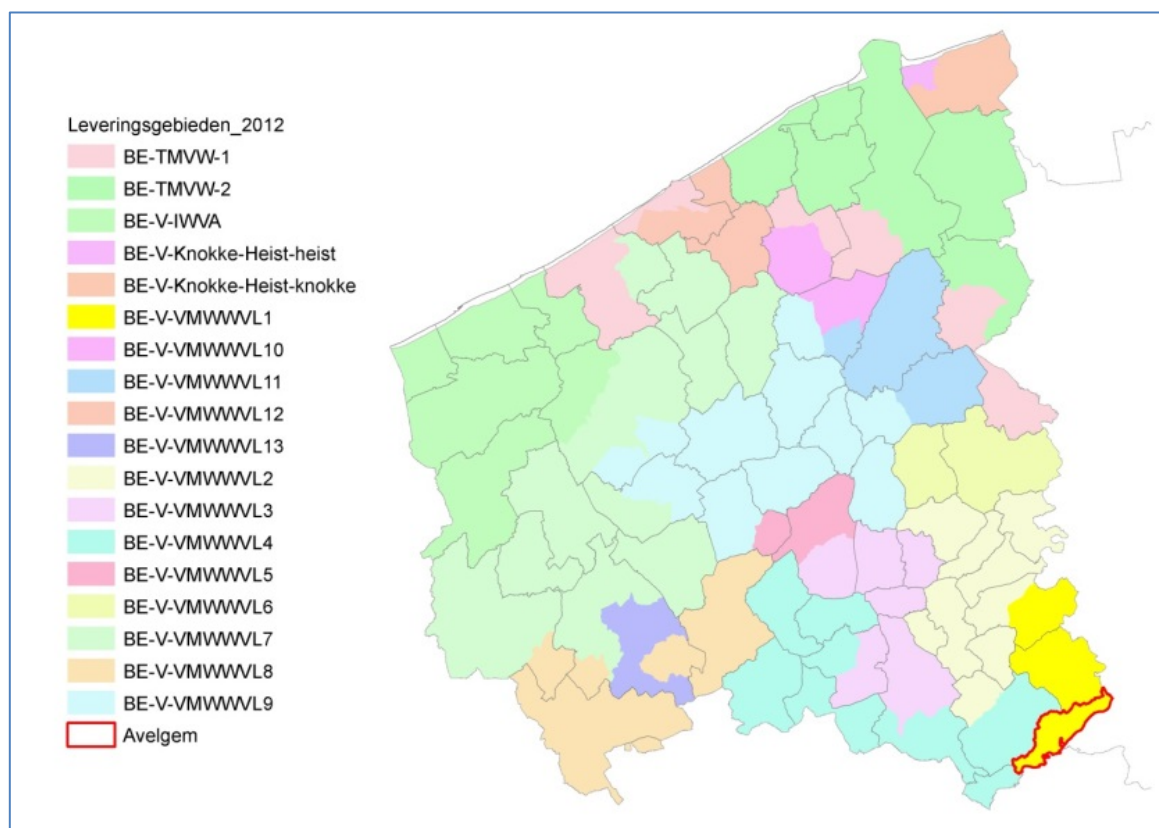 Leveringsgebieden_2012
BE-TMVW-1
BE-TMVW-2
BE-V-IWVA
BE-V-Knokke-Heist-heist
BE-V-Knokke-Heist-knokke
BE-V-VMWWVL1
BE-V-VMWWVL10
BE-V-VMWWVL11
BE-V-VMWWVL12
BE-V-VMWWVL13
BE-V-VMWWVL2
BE-V-VMWWVL3
BE-V-VMWWVL4
BE-V-VMWWVL5
BE-V-VMWWVL6
BE-V-VMWWVL7
BE-V-VMWWVL8
BE-V-VMWWVL9
Avelgem